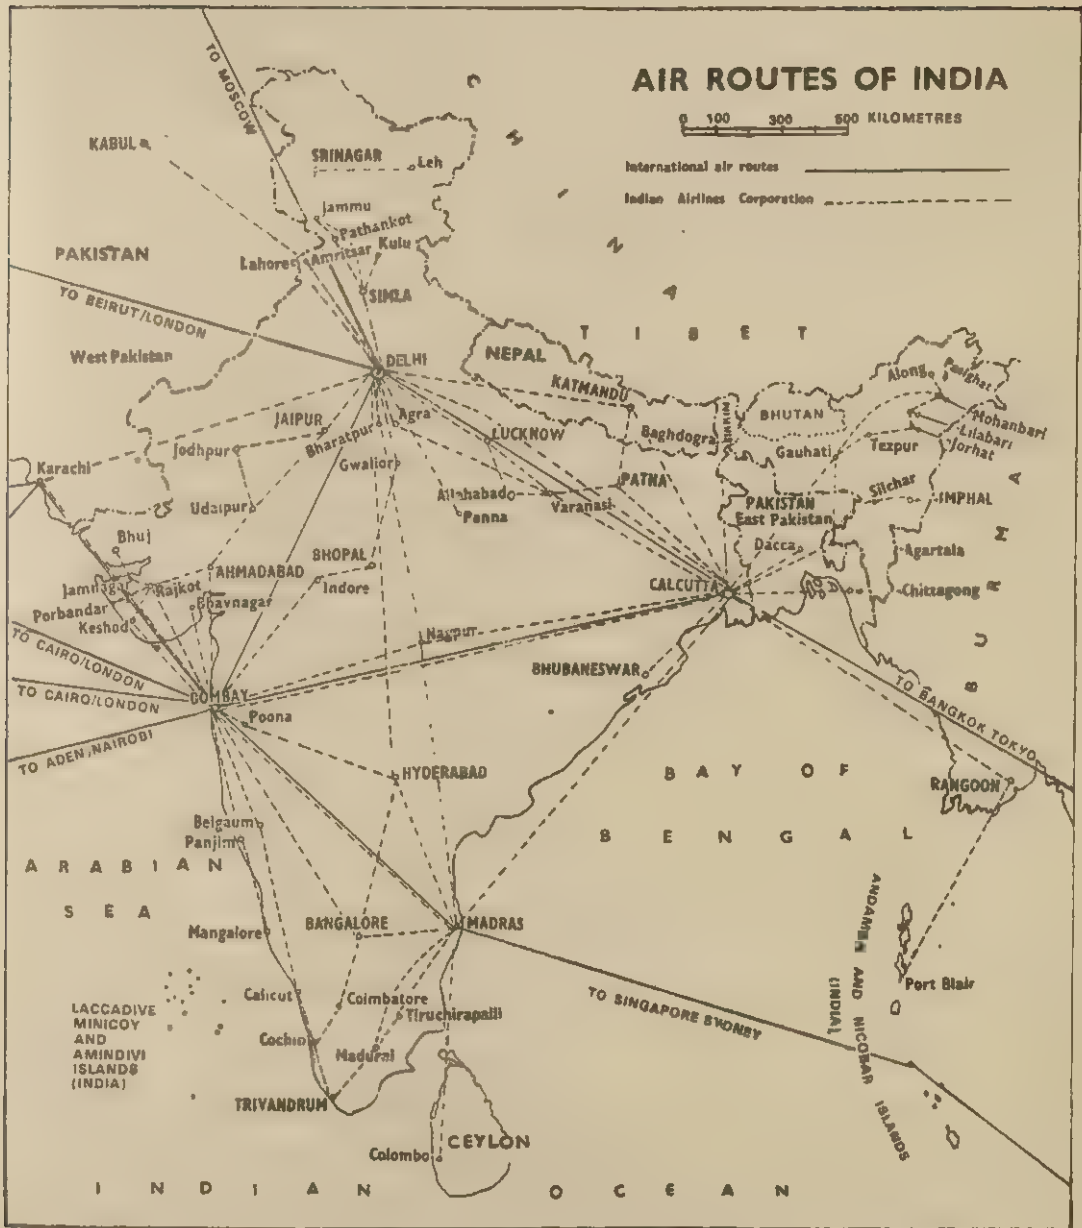 AIR ROUTES OF INDIA
0 100 300 500 KILOMETRES
International air routes
Indian Airlines Corporation
TO MOSCOW
C H I N A
KABUL
SRINAGAR
Leh
Jammu
Pathankot
PAKISTAN
Lahore
Amritsar
Kulu
SIMLA
TO BEIRUT/LONDON
West Pakistan
DELHI
T I B E T
NEPAL
KATMANDU
SIKKIM
BHUTAN
Along
Pasighat
Mohanbari
Lilabari
Jorhat
Tezpur
Gauhati
Baghdogra
JAIPUR
Agra
Bharatpur
LUCKNOW
Jodhpur
Gwalior
Karachi
Allahabad
PATNA
Varanasi
Udaipur
Panna
PAKISTAN
East Pakistan
Silchar
IMPHAL
Dacca
Agartala
B U R M A
Bhuj
BHOPAL
AHMADABAD
Indore
Jamnagar
Rajkot
Porbandar
Bhavnagar
Keshod
CALCUTTA
Chittagong
TO CAIRO/LONDON
TO CAIRO/LONDON
TO ADEN, NAIROBI
Nagpur
BHUBANESWAR
BOMBAY
Poona
TO BANGKOK TOKYO
HYDERABAD
RANGOON
B A Y O F
B E N G A L
Belgaum
Panjim
A R A B I A N
S E A
BANGALORE
MADRAS
Mangalore
ANDAMAN AND NICOBAR ISLANDS
(INDIA)
Port Blair
TO SINGAPORE SYDNEY
Calicut
Coimbatore
Tiruchirapalli
LACCADIVE
MINICOY
AND
AMINDIVI
ISLANDS
(INDIA)
Cochin
Madurai
TRIVANDRUM
Colombo
CEYLON
I N D I A N O C E A N